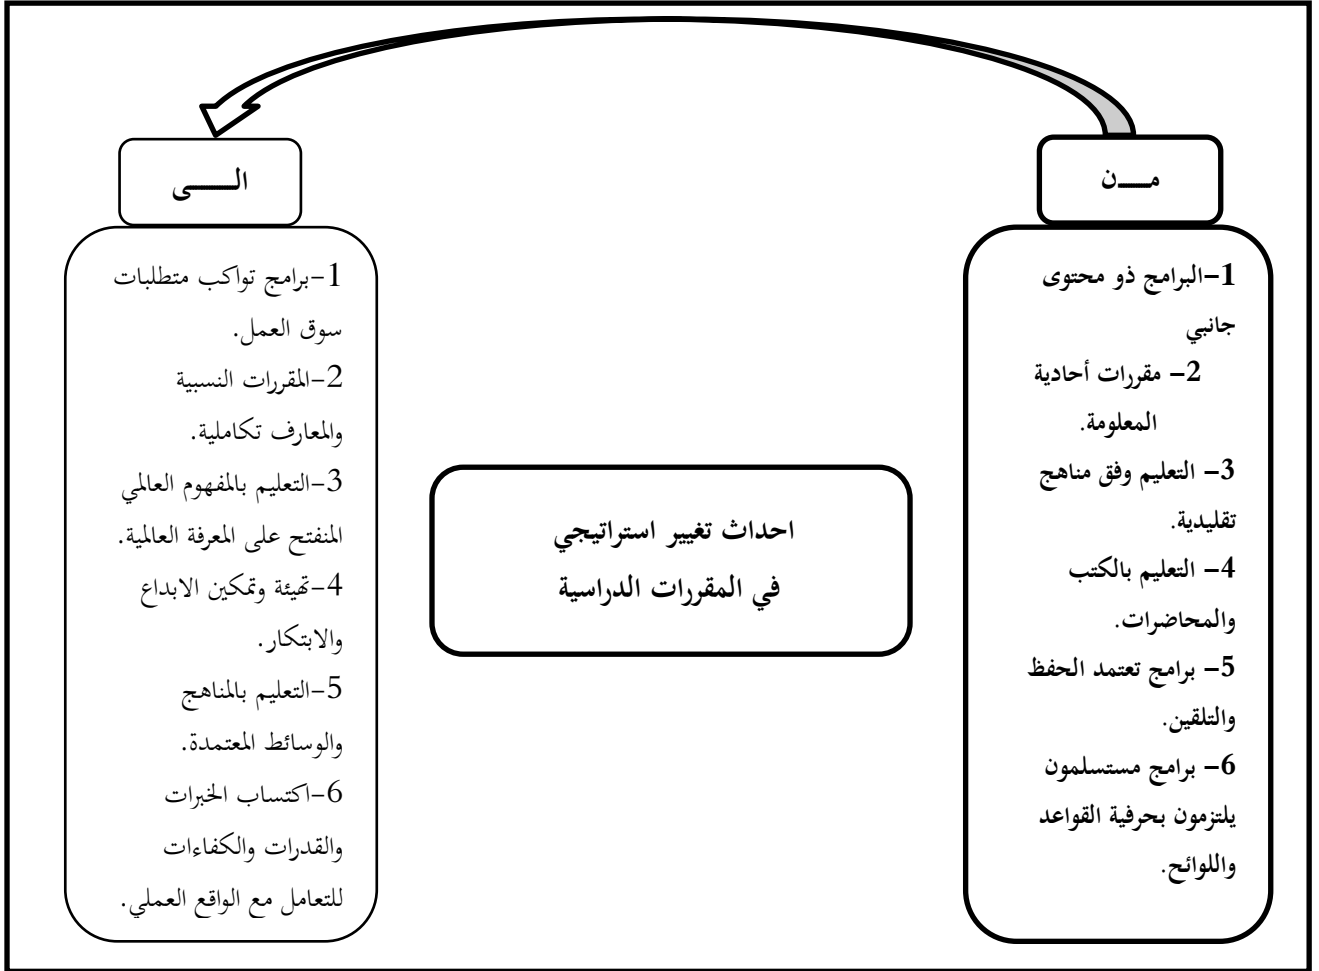 مـــن
1-البرامج ذو محتوى
جانبي
2- مقررات أحادية
المعلومة.
3- التعليم وفق مناهج
تقليدية.
4- التعليم بالكتب
والمحاضرات.
5- برامج تعتمد الحفظ
والتلقين.
6- برامج مستسلمون
يلتزمون بحرفية القواعد
واللوائح.
احداث تغيير استراتيجي
في المقررات الدراسية
الـــــى
1-برامج تواكب متطلبات
سوق العمل.
2-المقررات النسبية
والمعارف تكاملية.
3-التعليم بالمفهوم العالمي
المنفتح على المعرفة العالمية.
4-تهيئة وتمكين الابداع
والابتكار.
5-التعليم بالمناهج
والوسائط المعتمدة.
6-اكتساب الخبرات
والقدرات والكفاءات
للتعامل مع الواقع العملي.